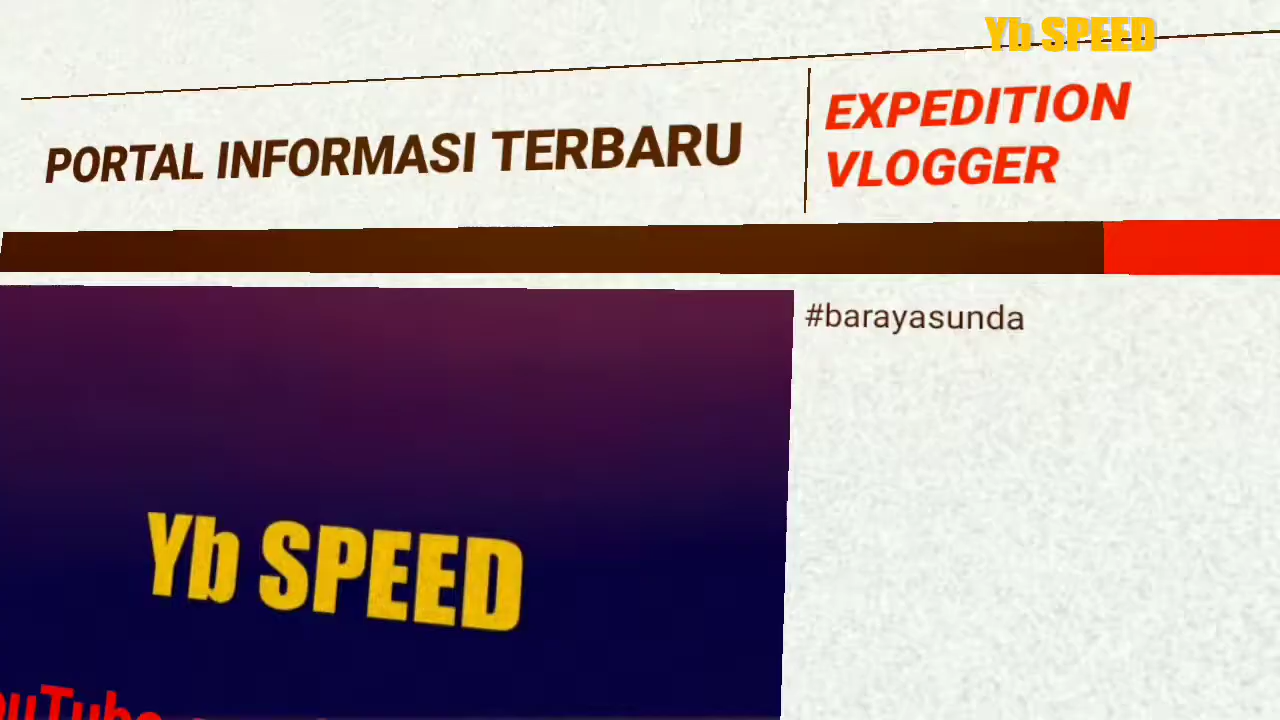 Yb SPEED
PORTAL INFORMASI TERBARU
EXPEDITION
VLOGGER
#barayasunda
Yb SPEED